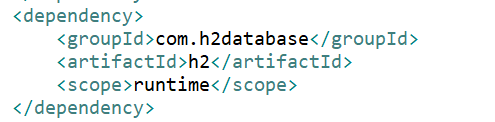 <dependency>
<groupId>com.h2database</groupId>
<artifactId>h2</artifactId>
<scope>runtime</scope>
</dependency>